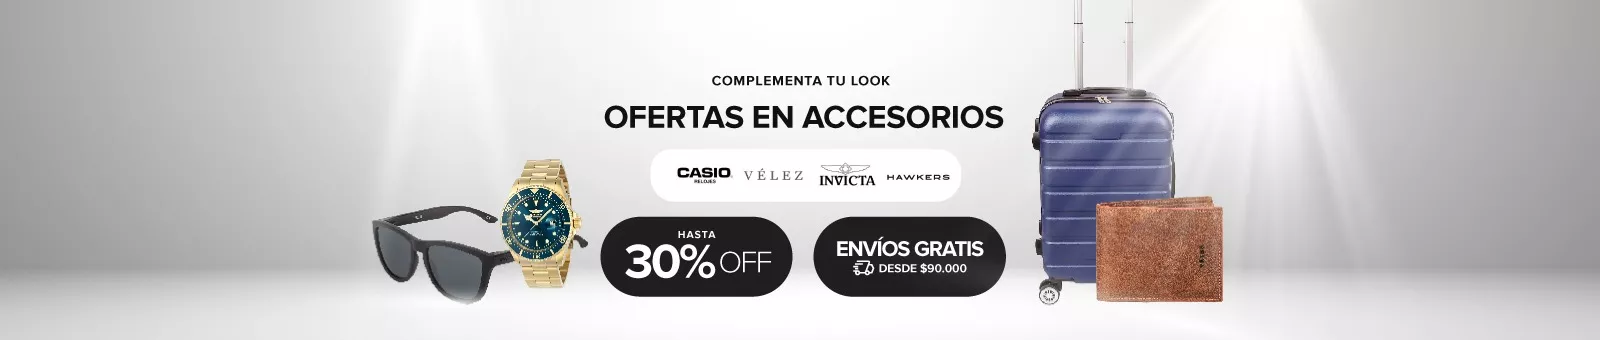 COMPLEMENTA TU LOOK
OFERTAS EN ACCESORIOS
CASIO
RELOJES
VÉLEZ
INVICTA
HAWKERS
HASTA
30% OFF
ENVÍOS GRATIS
DESDE $90.000
VÉLEZ